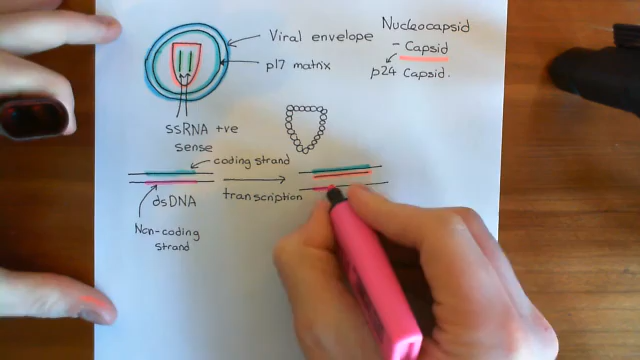 Viral envelope
p17 matrix
ssRNA +ve
sense
Nucleocapsid
- Capsid
p24 Capsid.
coding strand
dsDNA
Non-coding
strand
transcription